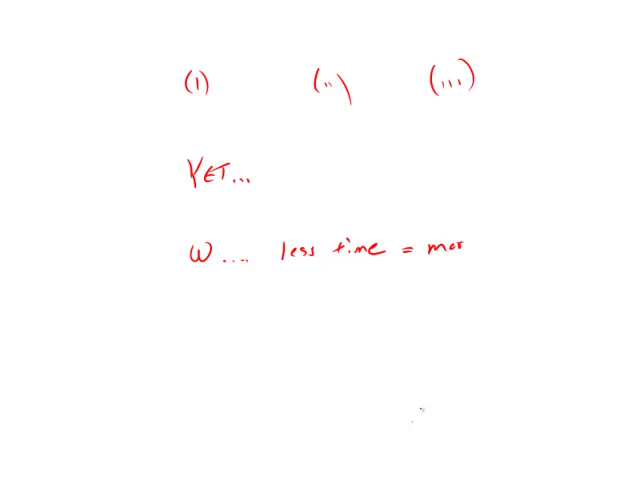 (i) (ii) (iii)
YET...
W.... less time = mor